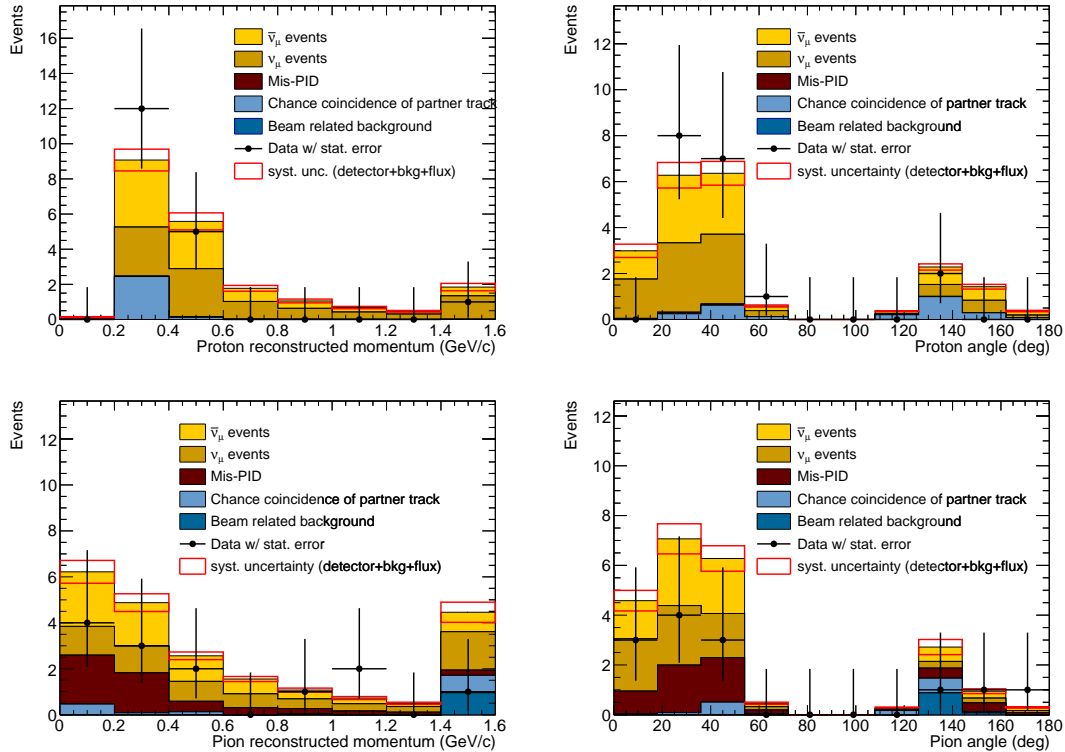 Events
16
14
12
10
8
6
4
2
0
ν̅μ events
νμ events
Mis-PID
Chance coincidence of partner track
Beam related background
Data w/ stat. error
syst. unc. (detector+bkg+flux)
0 0.2 0.4 0.6 0.8 1 1.2 1.4 1.6
Proton reconstructed momentum (GeV/c)
Events
12
10
8
6
4
2
0
ν̅μ events
νμ events
Mis-PID
Chance coincidence of partner track
Beam related background
Data w/ stat. error
syst. uncertainty (detector+bkg+flux)
0 20 40 60 80 100 120 140 160 180
Proton angle (deg)
Events
12
10
8
6
4
2
0
ν̅μ events
νμ events
Mis-PID
Chance coincidence of partner track
Beam related background
Data w/ stat. error
syst. uncertainty (detector+bkg+flux)
0 0.2 0.4 0.6 0.8 1 1.2 1.4 1.6
Pion reconstructed momentum (GeV/c)
Events
12
10
8
6
4
2
0
ν̅μ events
νμ events
Mis-PID
Chance coincidence of partner track
Beam related background
Data w/ stat. error
syst. uncertainty (detector+bkg+flux)
0 20 40 60 80 100 120 140 160 180
Pion angle (deg)